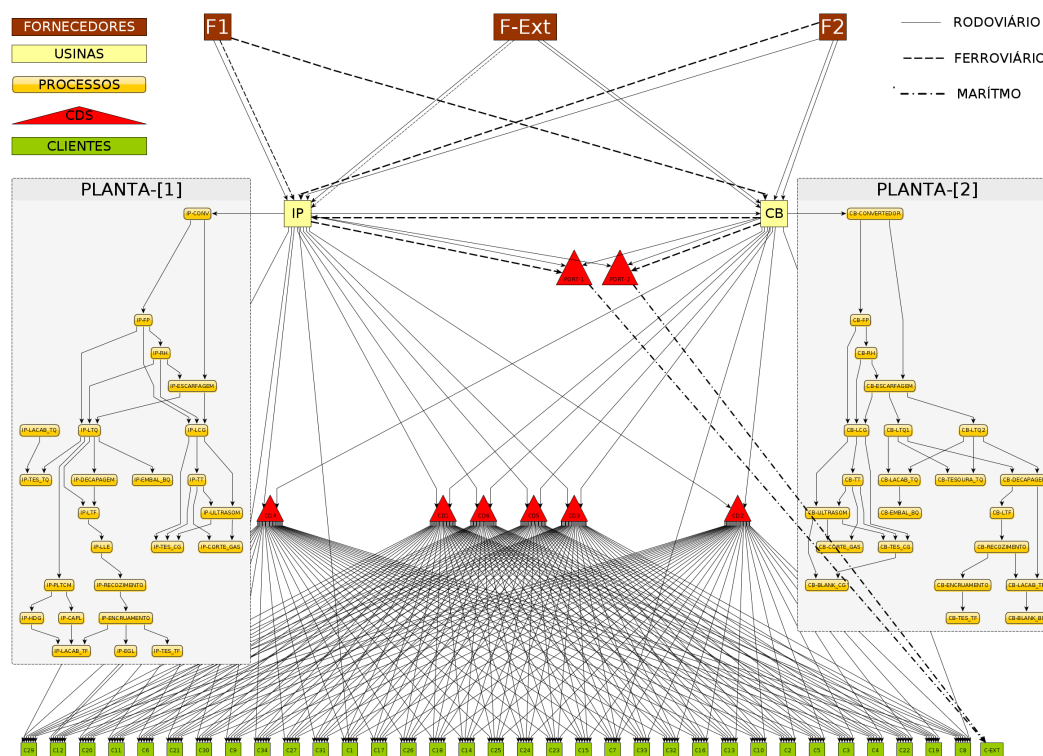 FORNECEDORES
USINAS
PROCESSOS
CDS
CLIENTES
F1
F-Ext
F2
RODOVIÁRIO
FERROVIÁRIO
MARÍTMO
PLANTA-[1]
IP
CB
PLANTA-[2]
PORT-1
IP-CONV
IP-FP
IP-RH
IP-ESCARFAGEM
IP-LACAB_TQ
IP-LTQ
IP-LCG
IP-TES_TQ
IP-DECAPAGEM
IP-EMBAL_BQ
IP-TT
IP-LTF
IP-ULTRASOM
IP-LLE
IP-TES_CG
IP-CORTE_GAS
IP-PLTCM
IP-RECOZIMENTO
IP-HDG
IP-CAPL
IP-ENCRUAMENTO
IP-LACAB_TF
IP-EGL
IP-TES_TF
CB-CONVERTEDOR
CB-FP
CB-RH
CB-ESCARFAGEM
CB-LCG
CB-LTQ1
CB-LTQ2
CB-TT
CB-LACAB_TQ
CB-TESOURA_TQ
CB-DECAPAGEM
CB-ULTRASOM
CB-EMBAL_BQ
CB-LTF
CB-CORTE_GAS
CB-TES_CG
CB-RECOZIMENTO
CB-BLANK_CG
CB-ENCRUAMENTO
CB-LACAB_TF
CB-TES_TF
C29
C12
C20
C11
C6
C21
C30
C9
C34
C27
C31
C1
C17
C26
C18
C14
C25
C24
C23
C15
C7
C33
C32
C16
C13
C10
C2
C5
C3
C4
C22
C19
C8
C-EXT